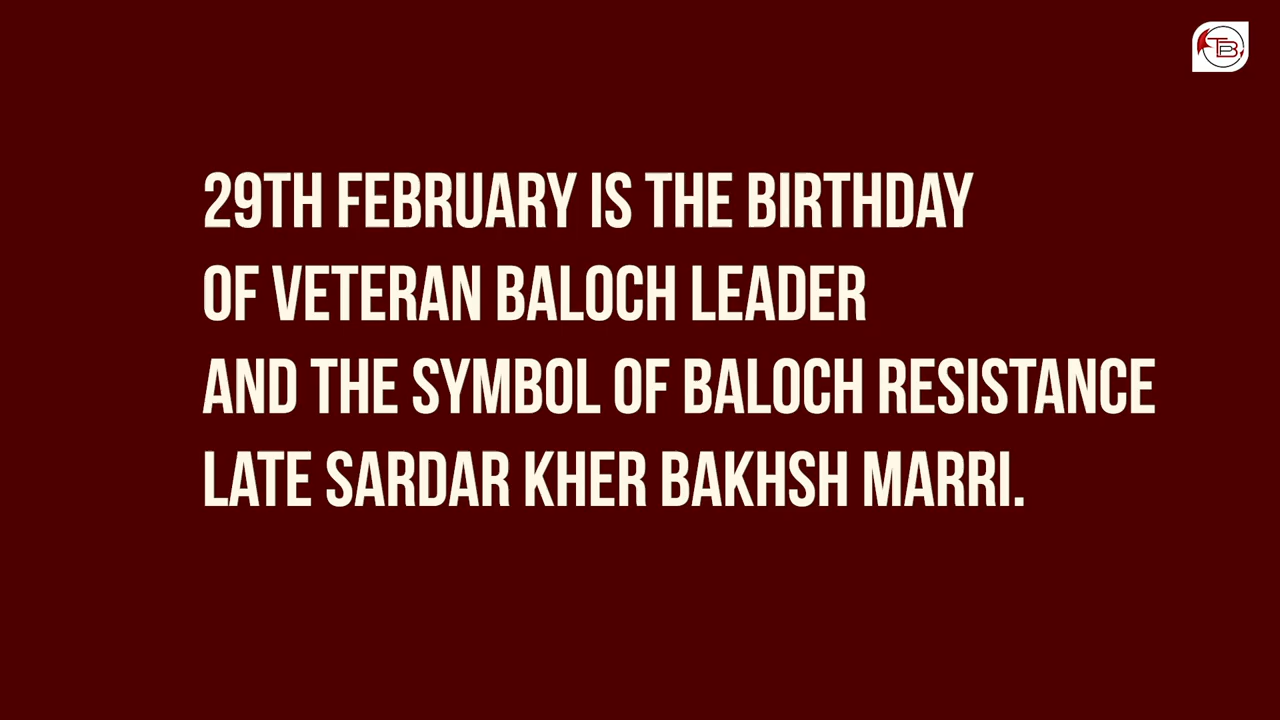 TB
29TH FEBRUARY IS THE BIRTHDAY
OF VETERAN BALOCH LEADER
AND THE SYMBOL OF BALOCH RESISTANCE
LATE SARDAR KHER BAKHSH MARRI.